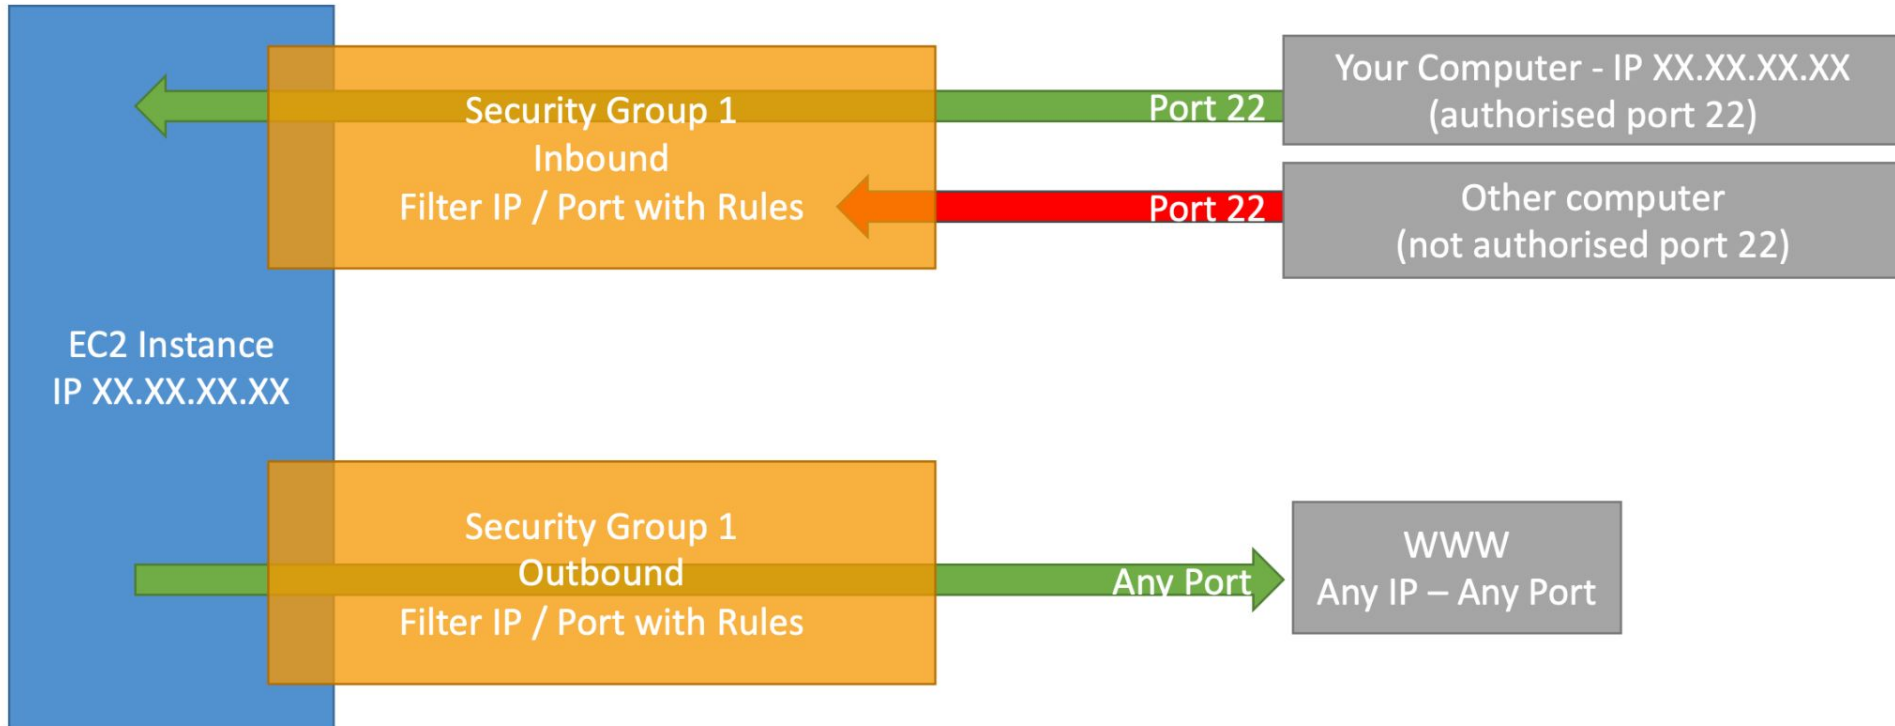 Your Computer - IP XX.XX.XX.XX
(authorised port 22)
Port 22
Security Group 1
Inbound
Filter IP / Port with Rules
Port 22
Other computer
(not authorised port 22)
EC2 Instance
IP XX.XX.XX.XX
Security Group 1
Outbound
Filter IP / Port with Rules
Any Port
WWW
Any IP – Any Port